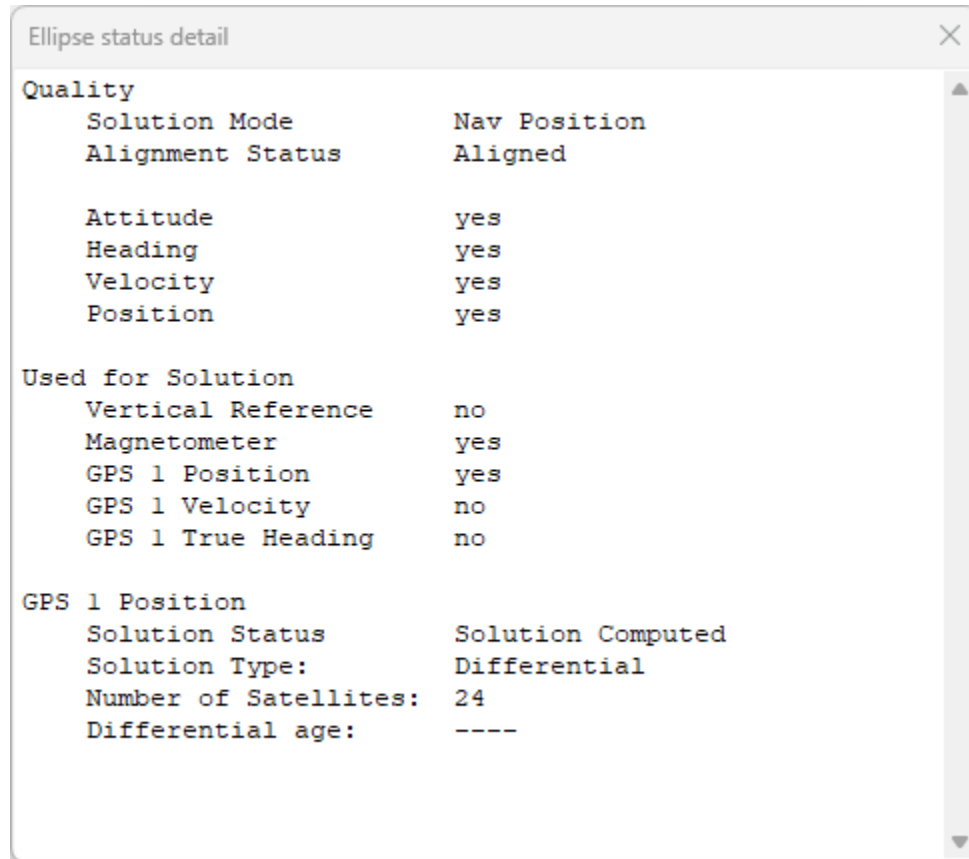 Ellipse status detail
Quality
Solution Mode Nav Position
Alignment Status Aligned
Attitude yes
Heading yes
Velocity yes
Position yes
Used for Solution
Vertical Reference no
Magnetometer yes
GPS 1 Position yes
GPS 1 Velocity no
GPS 1 True Heading no
GPS 1 Position
Solution Status Solution Computed
Solution Type: Differential
Number of Satellites: 24
Differential age: ----